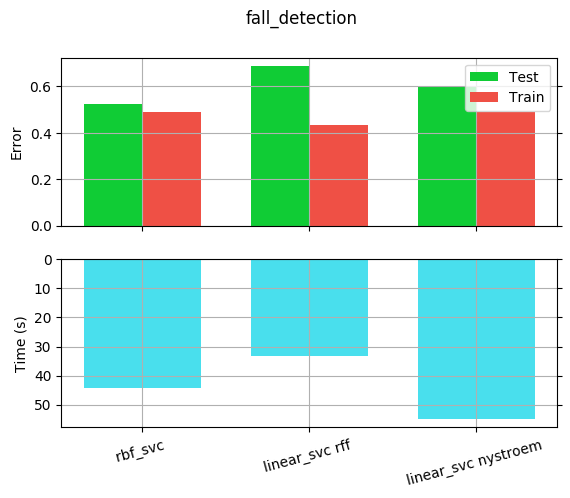 fall_detection
Error
0.6
0.4
0.2
0.0
Test
Train
Time (s)
0
10
20
30
40
50
rbf_svc
linear_svc rff
linear_svc nystroem